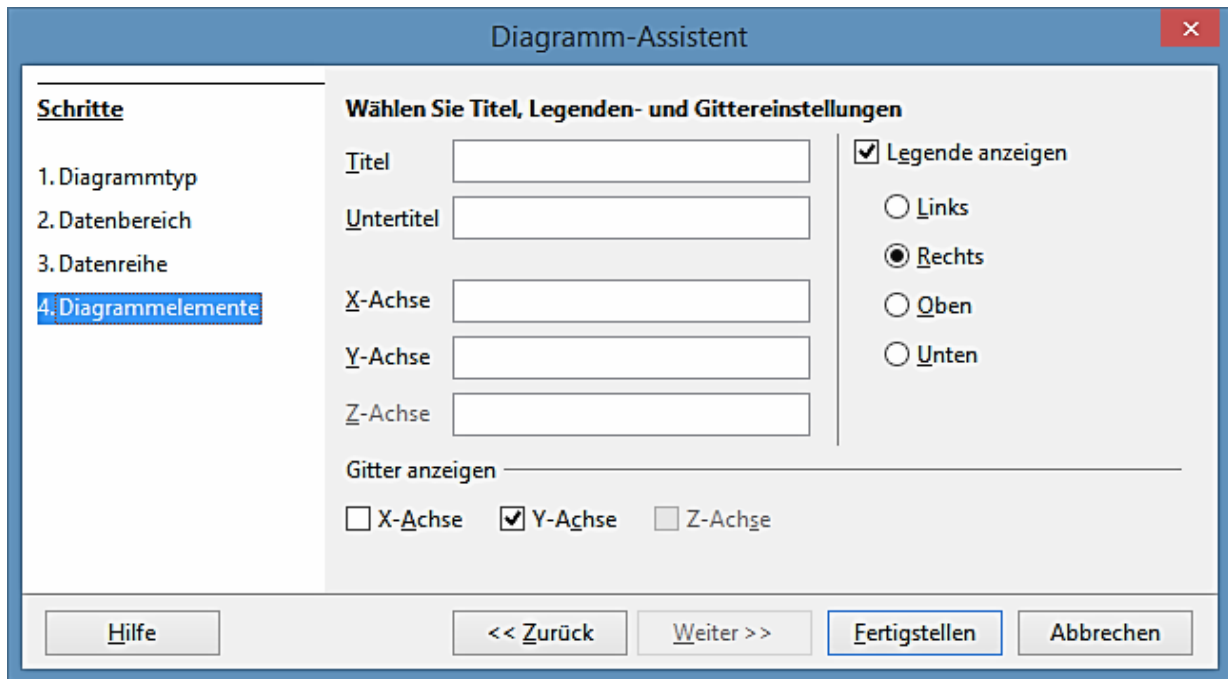 Diagramm-Assistent
Schritte
1. Diagrammtyp
2. Datenbereich
3. Datenreihe
4. Diagrammelemente
Wählen Sie Titel, Legenden- und Gittereinstellungen
Titel
Untertitel
X-Achse
Y-Achse
Z-Achse
Legende anzeigen
Links
Rechts
Oben
Unten
Gitter anzeigen
X-Achse Y-Achse Z-Achse
Hilfe << Zurück Weiter >> Fertigstellen Abbrechen